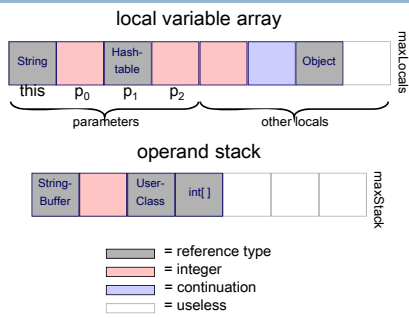 local variable array
String
Hash-
table
Object
maxLocals
this p₀ p₁ p₂
parameters other locals
operand stack
String-
Buffer
User-
Class
int[ ]
maxStack
= reference type
= integer
= continuation
= useless